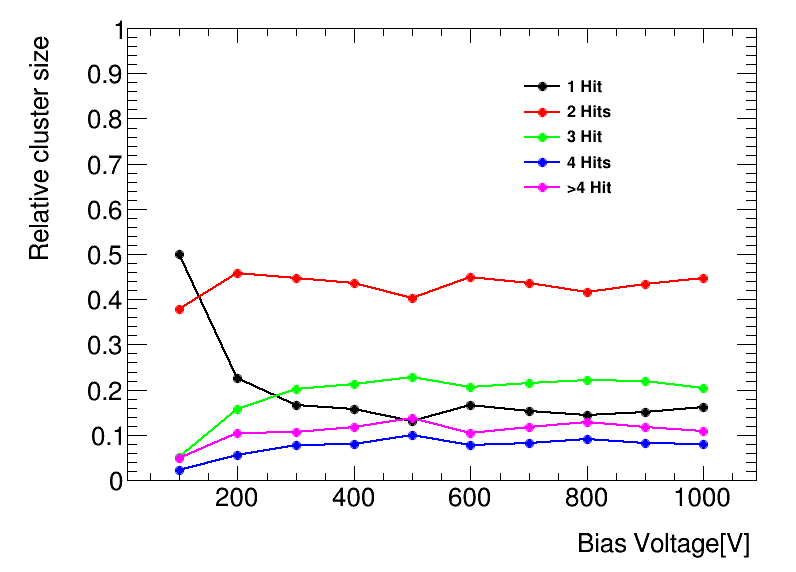 Relative cluster size
1
0.9
0.8
0.7
0.6
0.5
0.4
0.3
0.2
0.1
0
1 Hit
2 Hits
3 Hit
4 Hits
>4 Hit
200 400 600 800 1000
Bias Voltage[V]